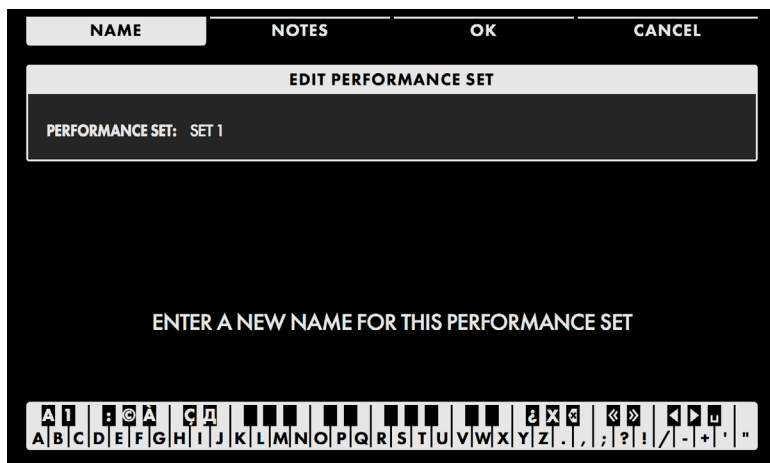 NAME NOTES OK CANCEL
EDIT PERFORMANCE SET
PERFORMANCE SET: SET 1
ENTER A NEW NAME FOR THIS PERFORMANCE SET
A 1 : © À Ç Д ¿ X ⌫ « » ◀ ▶ ␣
A B C D E F G H I J K L M N O P Q R S T U V W X Y Z . , ; ? ! / - + ' "